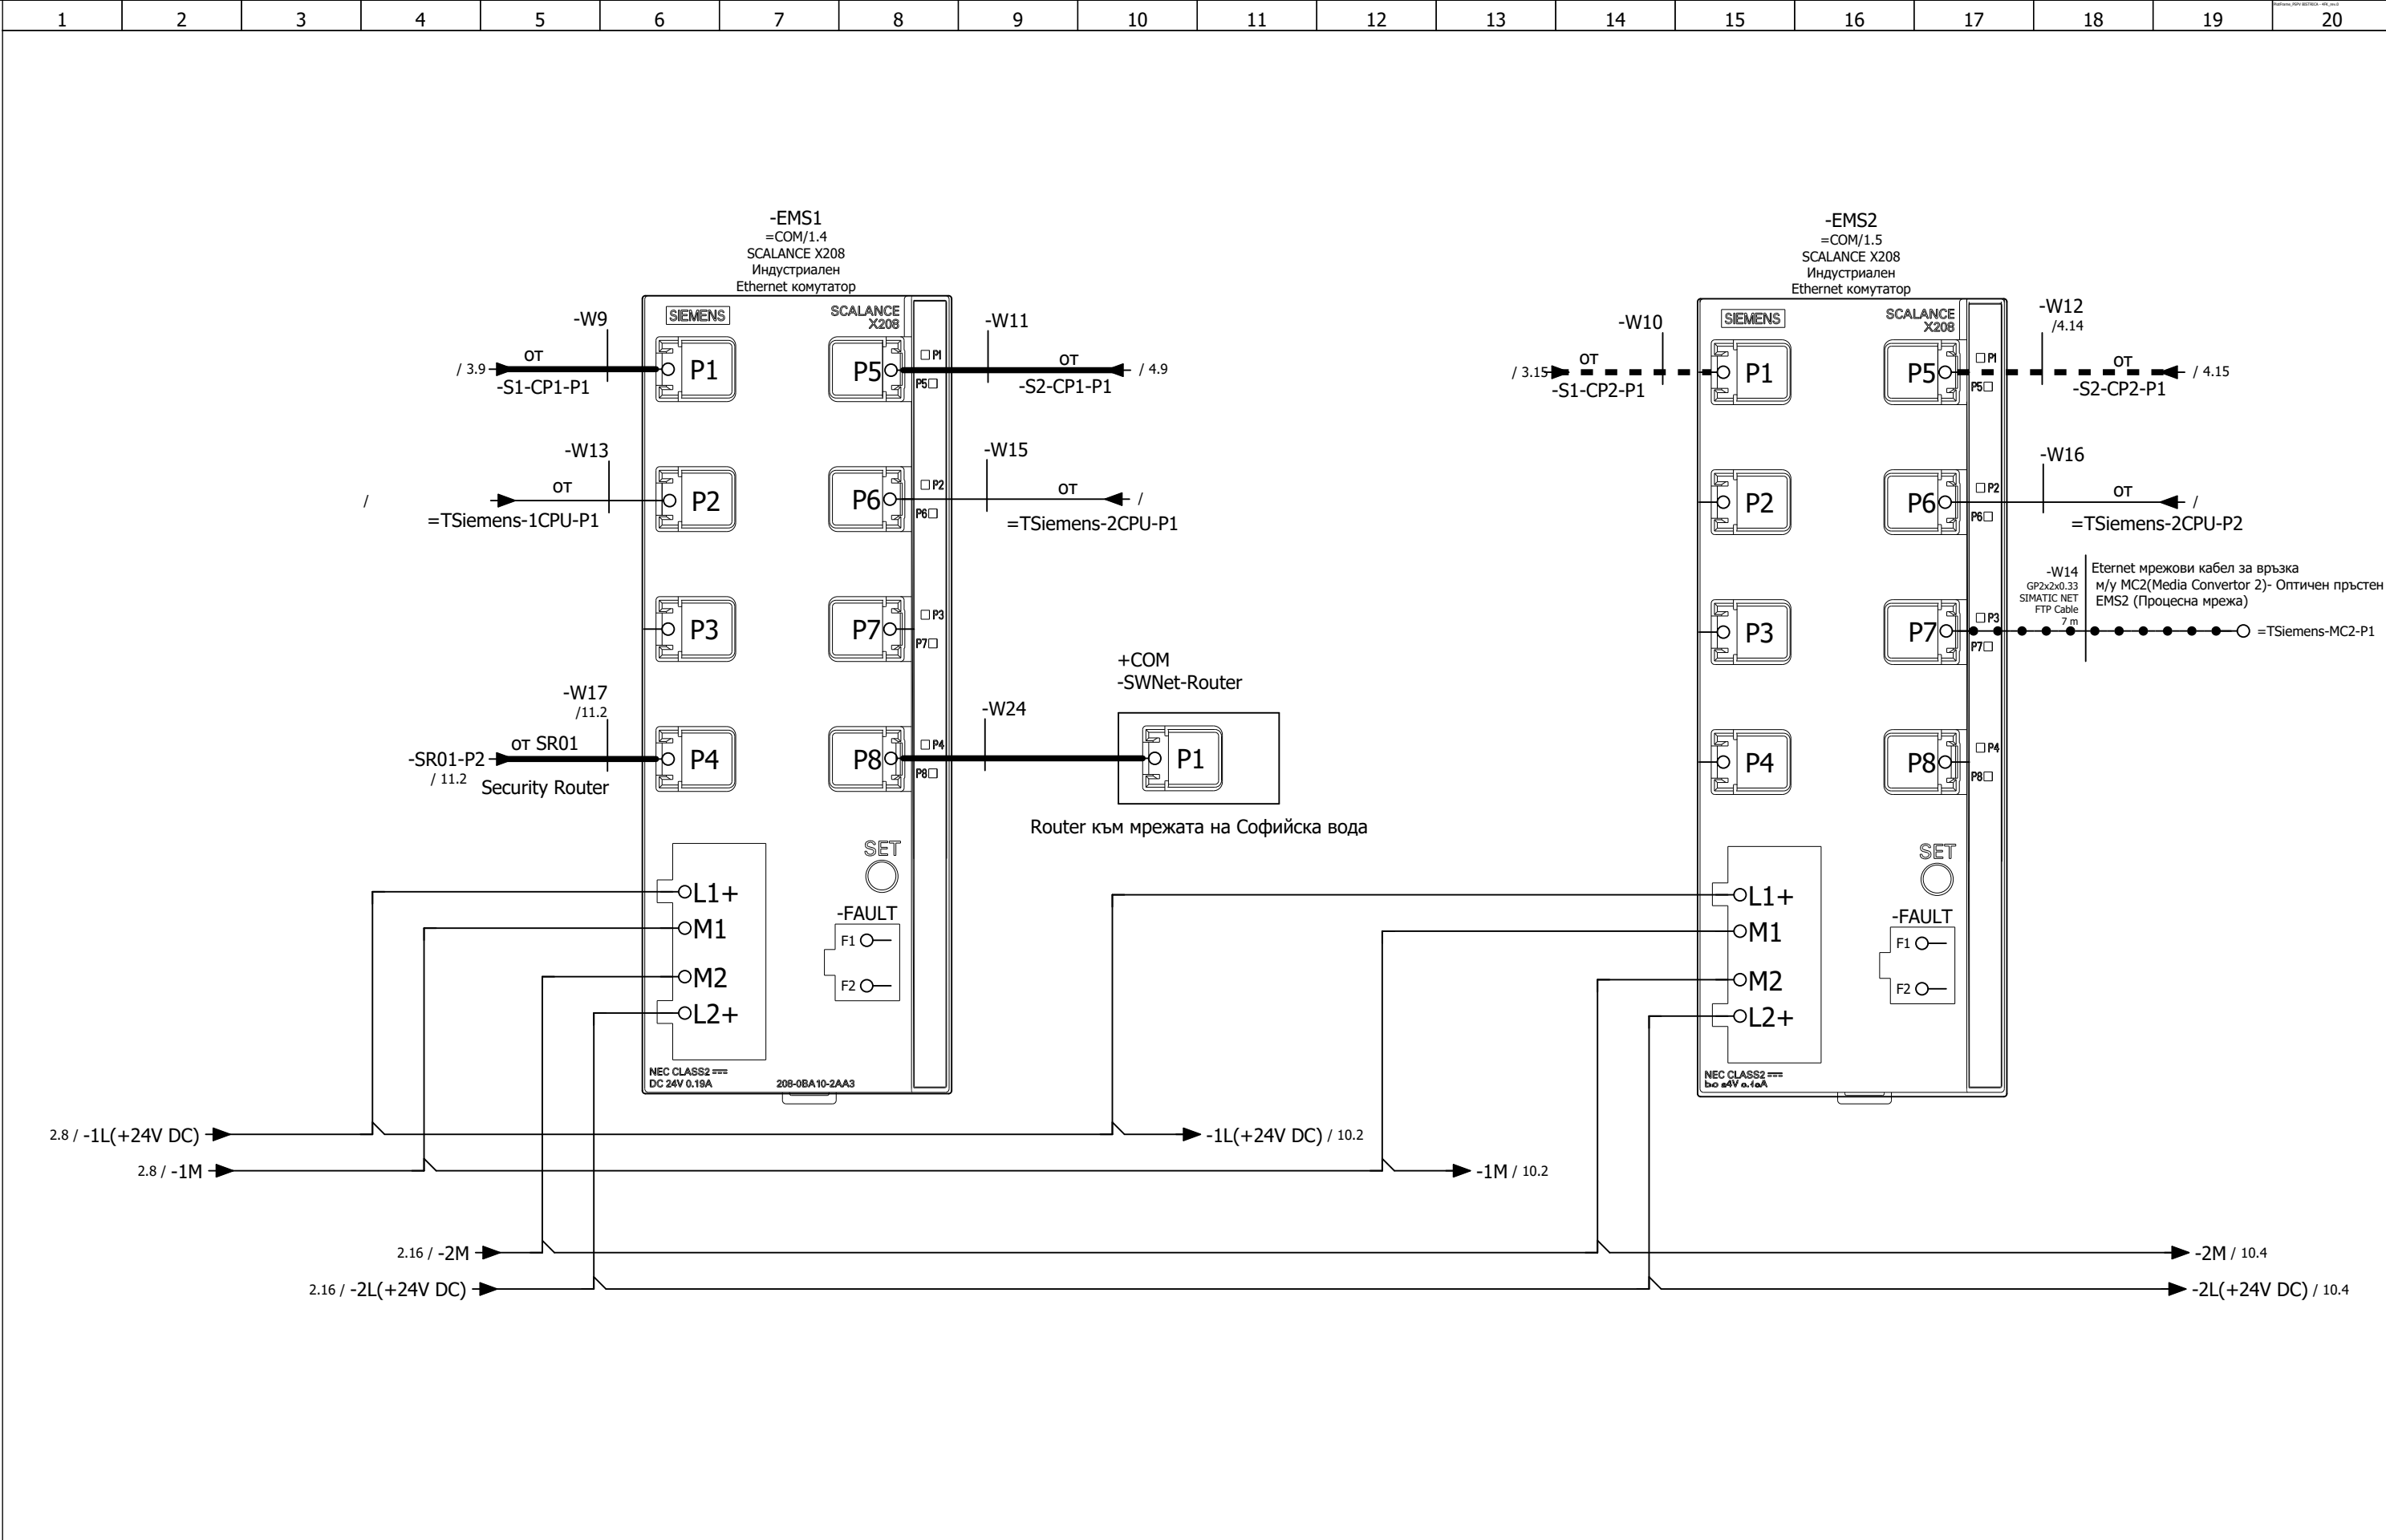 1 2 3 4 5 6 7 8 9 10 11 12 13 14 15 16 17 18 19 20
-EMS1
=COM/1.4
SCALANCE X208
Индустриален
Ethernet комутатор
SIEMENS
SCALANCE
X208
-W9
/ 3.9
от
-S1-CP1-P1
P1
P5
P1
P5
-W11
от
/ 4.9
-S2-CP1-P1
-W13
/
от
=TSiemens-1CPU-P1
P2
P6
P2
P6
-W15
от
/
=TSiemens-2CPU-P1
P3
P7
P3
P7
-W17
/11.2
-SR01-P2
/ 11.2
от SR01
Security Router
P4
P8
P4
P8
-W24
+COM
-SWNet-Router
P1
Router към мрежата на Софийска вода
SET
L1+
M1
M2
L2+
-FAULT
F1
F2
NEC CLASS2
DC 24V 0.19A
208-0BA10-2AA3
-EMS2
=COM/1.5
SCALANCE X208
Индустриален
Ethernet комутатор
SIEMENS
SCALANCE
X208
-W10
/ 3.15
от
-S1-CP2-P1
P1
P5
P1
P5
-W12
/4.14
от
/ 4.15
-S2-CP2-P1
P2
P6
P2
P6
-W16
от
/
=TSiemens-2CPU-P2
P3
P7
P3
P7
-W14
GP2x2x0.33
SIMATIC NET
FTP Cable
7 m
Eternet мрежови кабел за връзка
м/у MC2(Media Convertor 2)- Оптичен пръстен
EMS2 (Процесна мрежа)
=TSiemens-MC2-P1
P4
P8
P4
P8
SET
L1+
M1
M2
L2+
-FAULT
F1
F2
NEC CLASS2
2.8 / -1L(+24V DC)
-1L(+24V DC) / 10.2
2.8 / -1M
-1M / 10.2
2.16 / -2M
-2M / 10.4
2.16 / -2L(+24V DC)
-2L(+24V DC) / 10.4